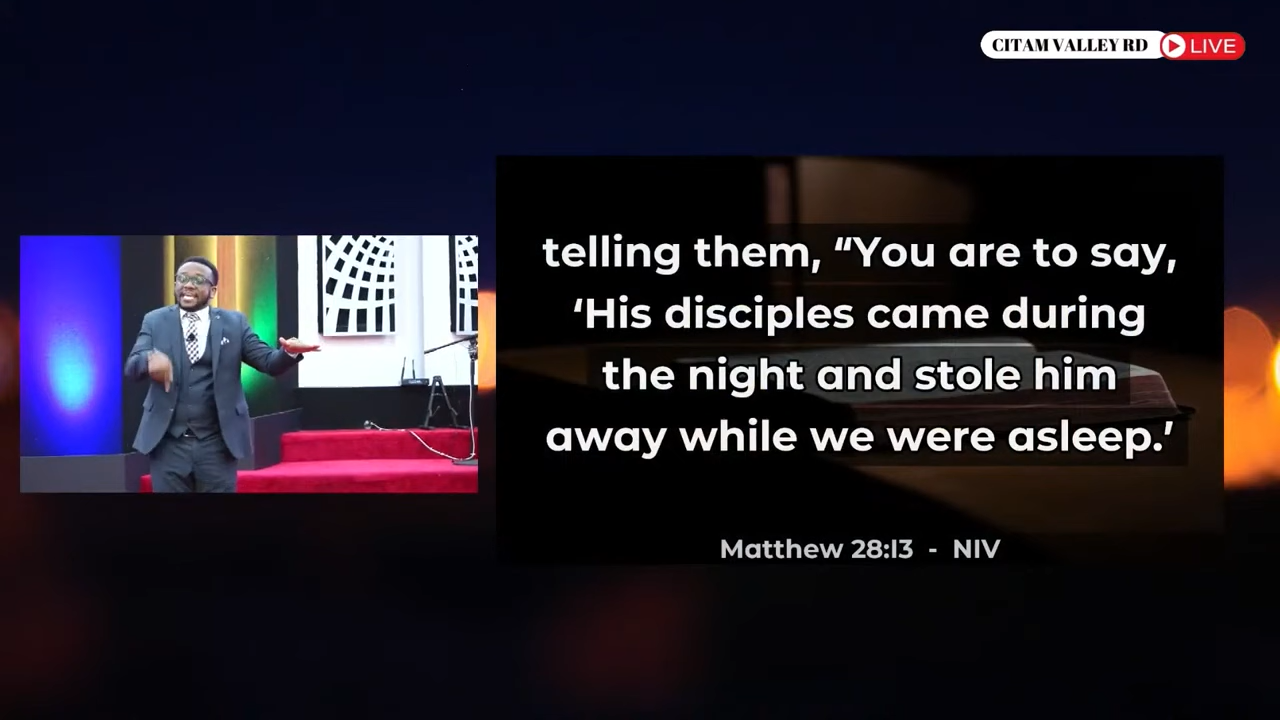 CITAM VALLEY RD LIVE
telling them, “You are to say,
‘His disciples came during
the night and stole him
away while we were asleep.’
Matthew 28:13 - NIV